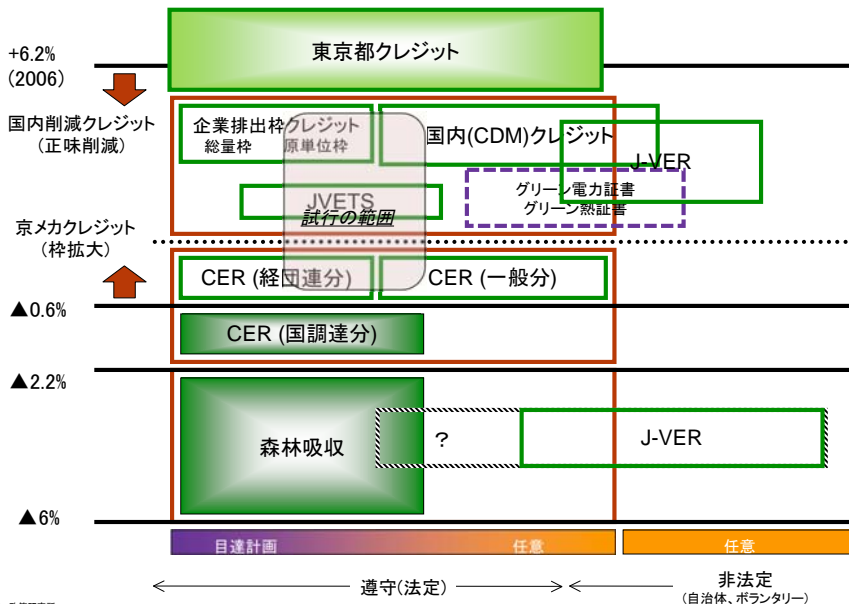 東京都クレジット
+6.2%
(2006)
国内削減クレジット
(正味削減)
企業排出枠クレジット
総量枠 原単位枠
国内(CDM)クレジット
J-VER
グリーン電力証書
グリーン熱証書
JVETS
試行の範囲
京メカクレジット
(枠拡大)
CER (経団連分)
CER (一般分)
▲0.6%
CER (国調達分)
▲2.2%
森林吸収
?
J-VER
▲6%
目達計画
任意
任意
遵守(法定)
非法定
(自治体、ボランタリー)